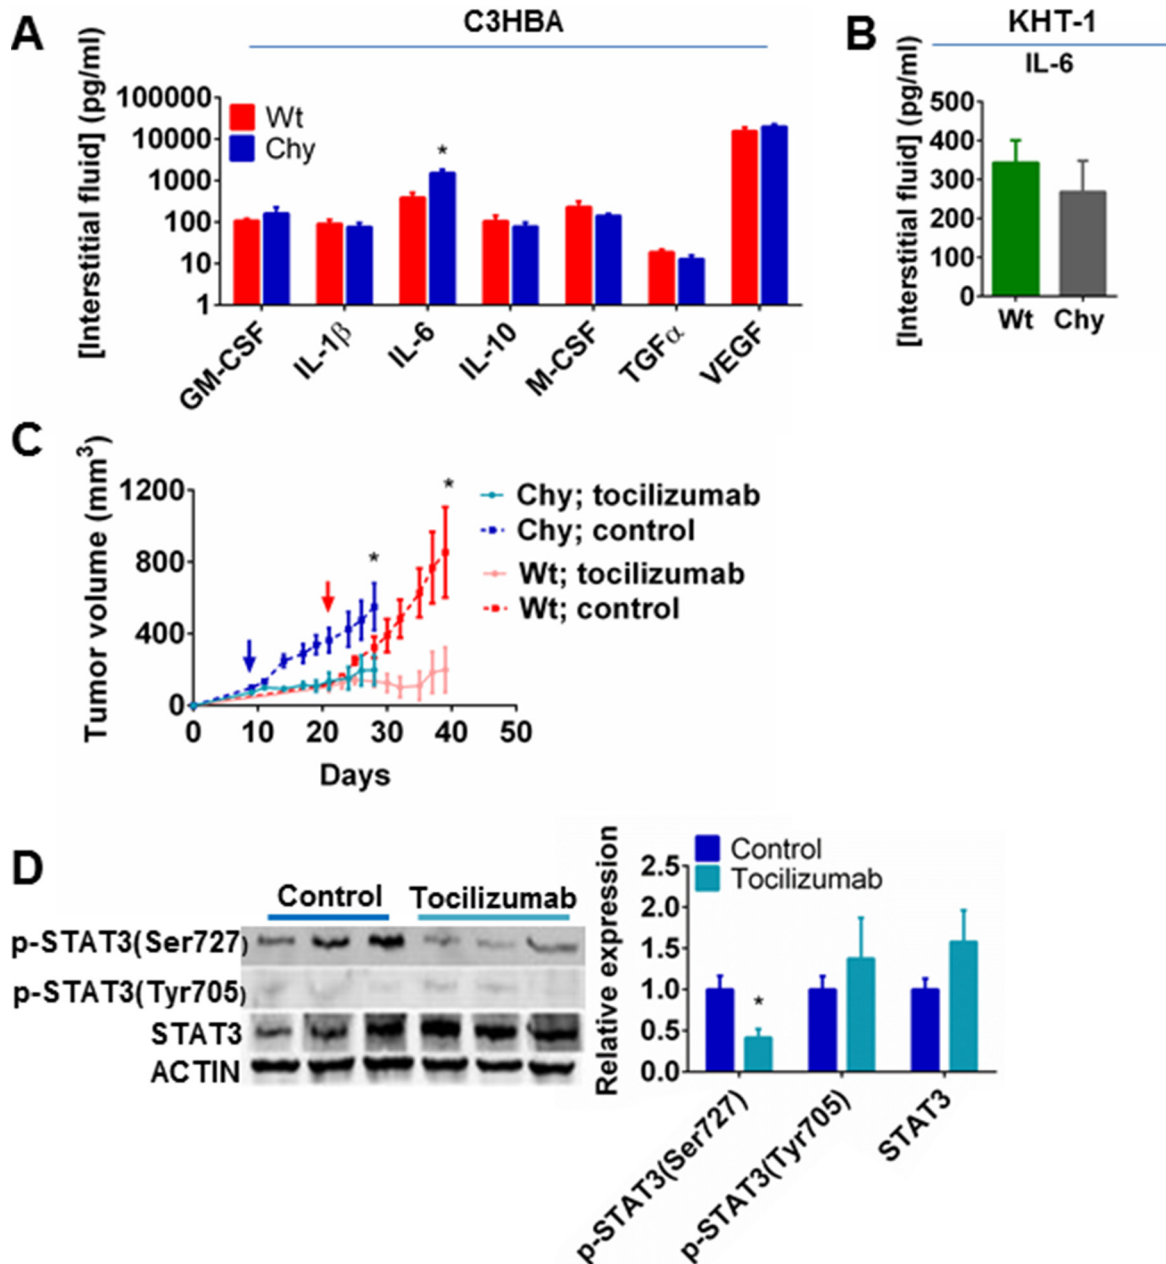 A
C3HBA
[Interstitial fluid] (pg/ml)
100000
10000
1000
100
10
1
Wt
Chy
*
GM-CSF
IL-1β
IL-6
IL-10
M-CSF
TGFα
VEGF
B
KHT-1
IL-6
[Interstitial fluid] (pg/ml)
500
400
300
200
100
0
Wt
Chy
C
Tumor volume (mm³)
1200
800
400
0
0
10
20
30
40
50
Days
*
*
Chy; tocilizumab
Chy; control
Wt; tocilizumab
Wt; control
D
Control
Tocilizumab
p-STAT3(Ser727)
p-STAT3(Tyr705)
STAT3
ACTIN
Relative expression
2.5
2.0
1.5
1.0
0.5
0.0
Control
Tocilizumab
*
p-STAT3(Ser727)
p-STAT3(Tyr705)
STAT3